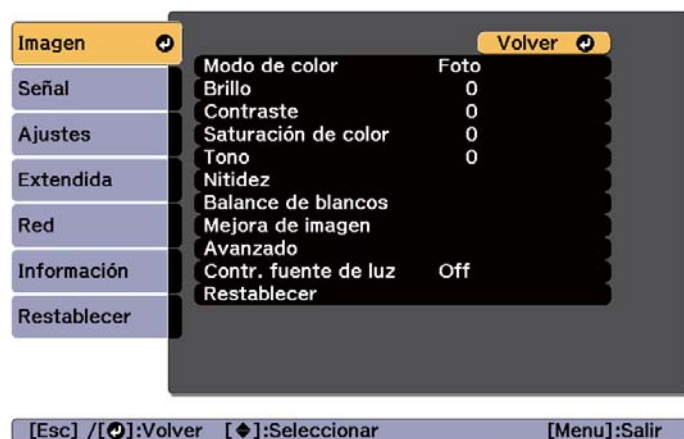 Imagen
Señal
Ajustes
Extendida
Red
Información
Restablecer
Volver
Modo de color Foto
Brillo 0
Contraste 0
Saturación de color 0
Tono 0
Nitidez
Balance de blancos
Mejora de imagen
Avanzado
Contr. fuente de luz Off
Restablecer
[Esc] /[⏎]:Volver [♦]:Seleccionar [Menu]:Salir